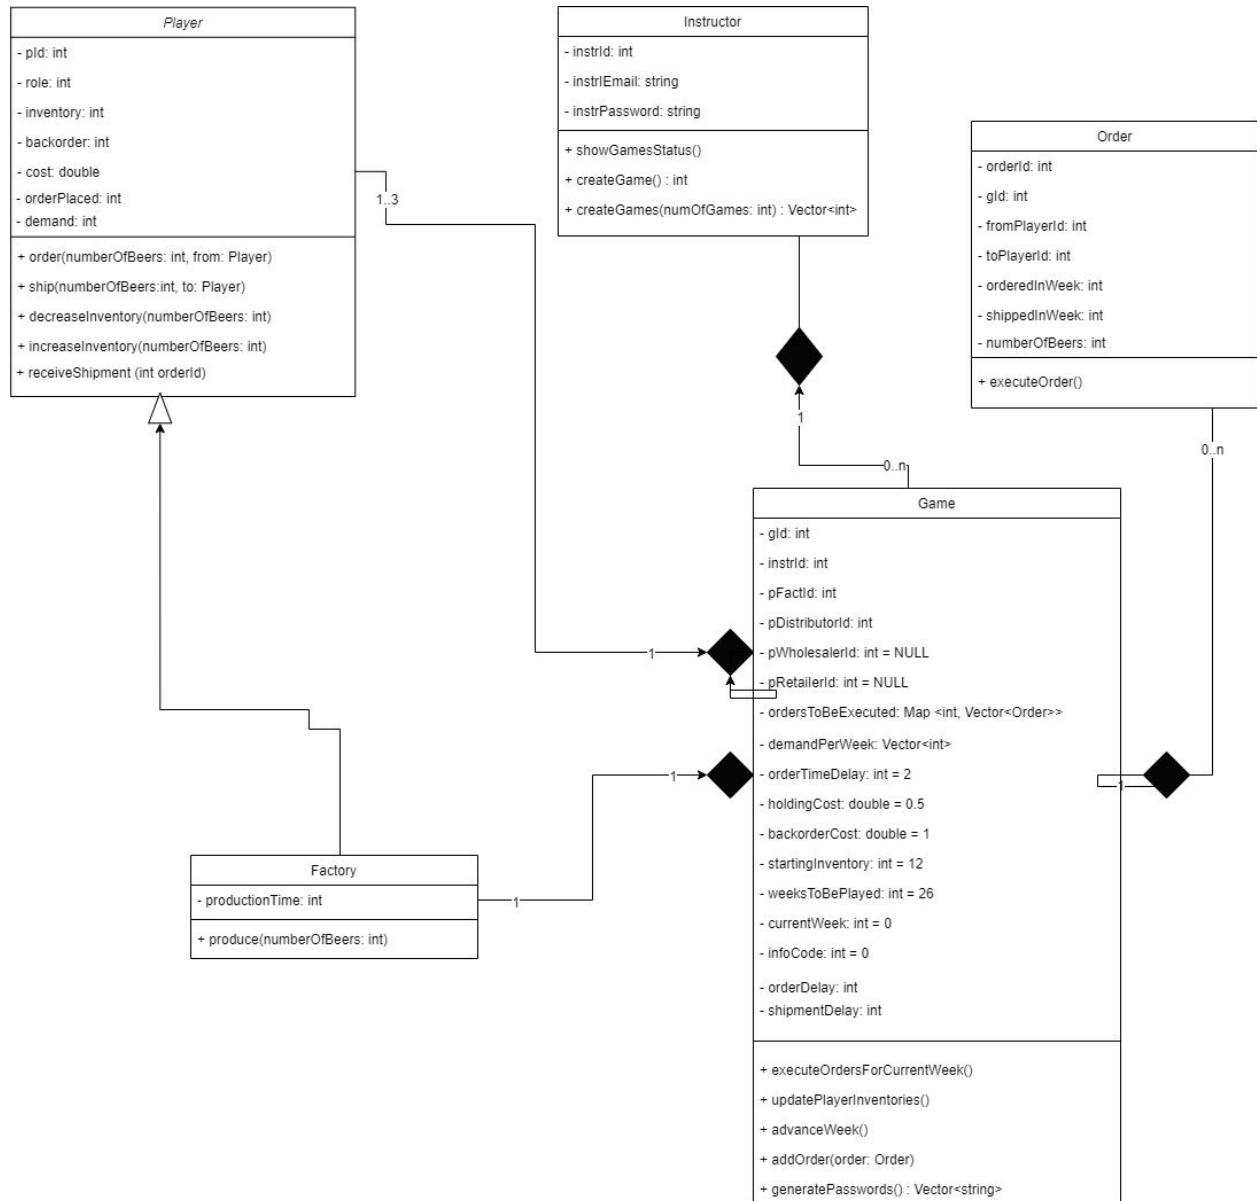 Player
- pId: int
- role: int
- inventory: int
- backorder: int
- cost: double
- orderPlaced: int
- demand: int
+ order(numberOfBeers: int, from: Player)
+ ship(numberOfBeers:int, to: Player)
+ decreaseInventory(numberOfBeers: int)
+ increaseInventory(numberOfBeers: int)
+ receiveShipment (int orderId)
1..3
Instructor
- instrId: int
- instrlEmail: string
- instrPassword: string
+ showGamesStatus()
+ createGame() : int
+ createGames(numOfGames: int) : Vector<int>
Order
- orderId: int
- gId: int
- fromPlayerId: int
- toPlayerId: int
- orderedInWeek: int
- shippedInWeek: int
- numberOfBeers: int
+ executeOrder()
1
0..n
0..n
Game
- gId: int
- instrId: int
- pFactId: int
- pDistributorId: int
- pWholesalerId: int = NULL
- pRetailerId: int = NULL
- ordersToBeExecuted: Map <int, Vector<Order>>
- demandPerWeek: Vector<int>
- orderTimeDelay: int = 2
- holdingCost: double = 0.5
- backorderCost: double = 1
- startingInventory: int = 12
- weeksToBePlayed: int = 26
- currentWeek: int = 0
- infoCode: int = 0
- orderDelay: int
- shipmentDelay: int
+ executeOrdersForCurrentWeek()
+ updatePlayerInventories()
+ advanceWeek()
+ addOrder(order: Order)
+ generatePasswords() : Vector<string>
1
1
1
Factory
- productionTime: int
+ produce(numberOfBeers: int)
1